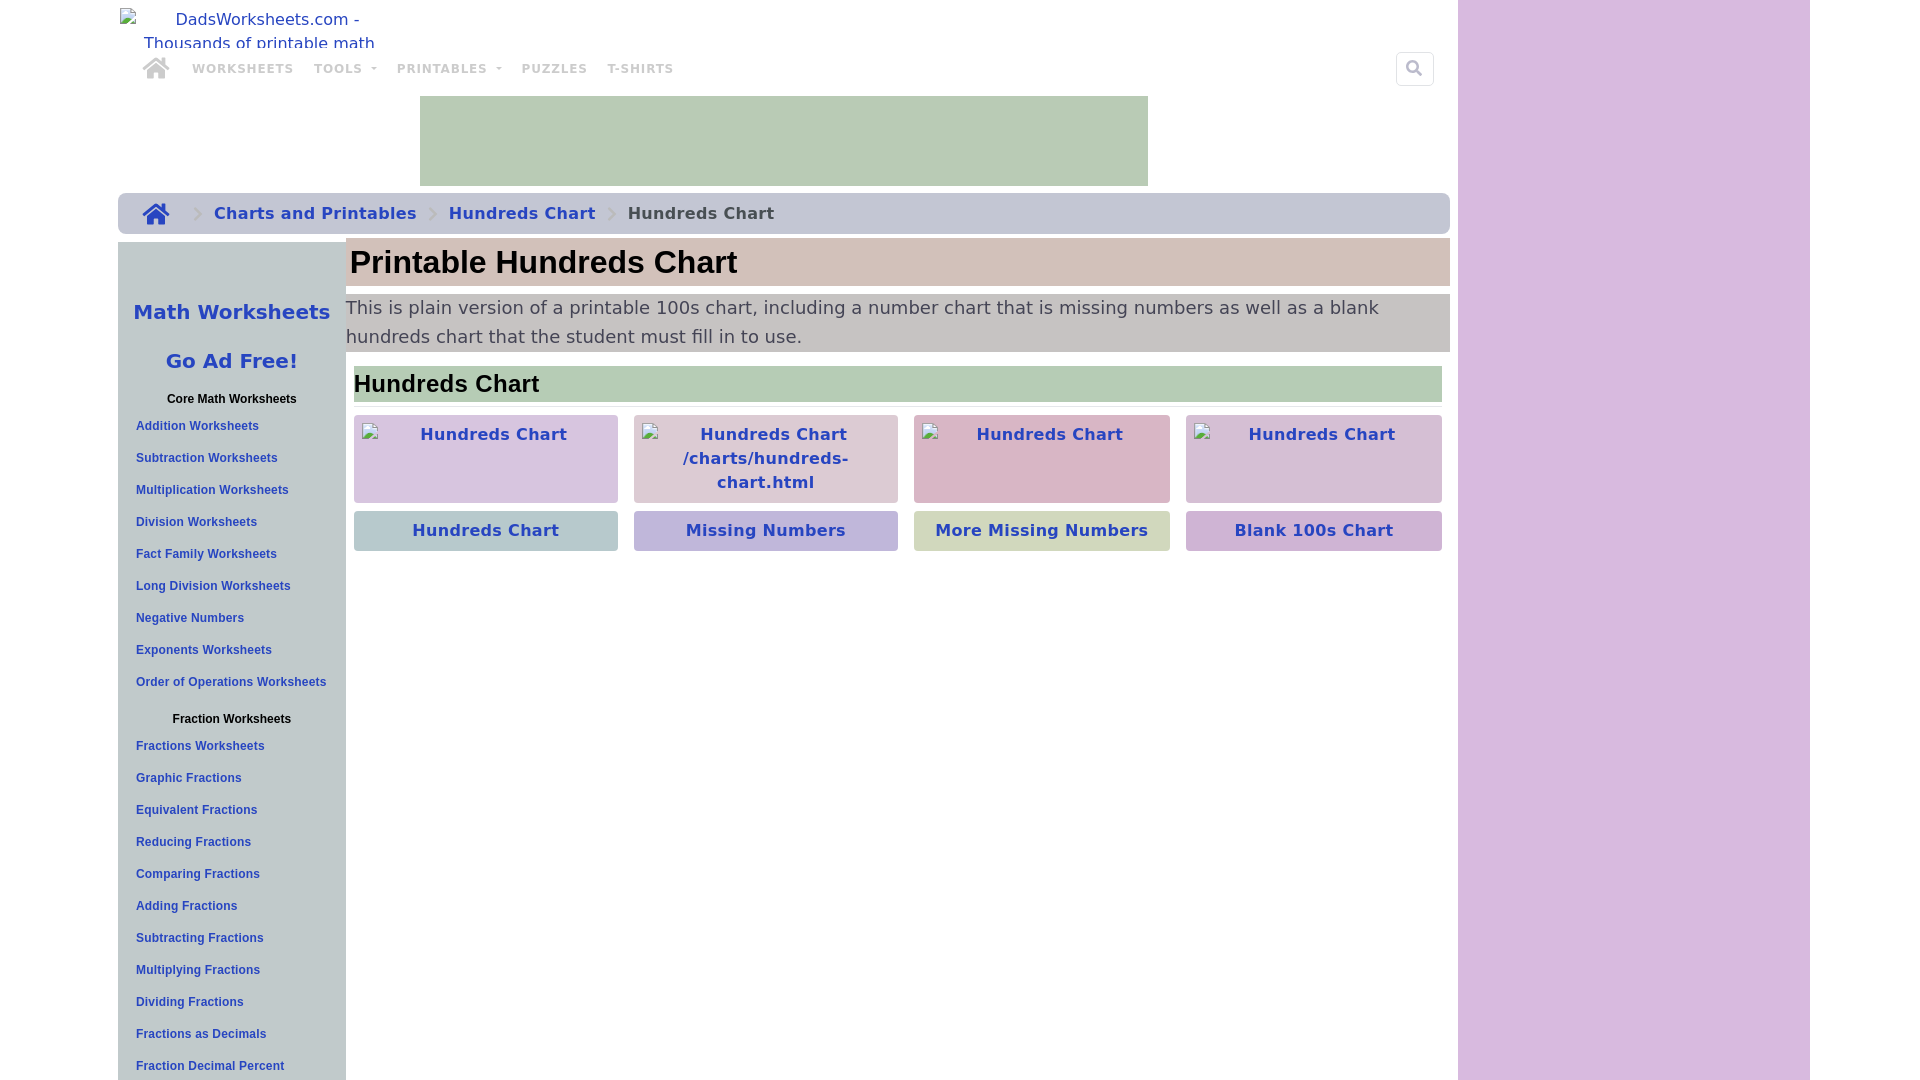 DadsWorksheets.com -
Thousands of printable math
WORKSHEETS TOOLS PRINTABLES PUZZLES T-SHIRTS
Charts and Printables Hundreds Chart Hundreds Chart
Printable Hundreds Chart
This is plain version of a printable 100s chart, including a number chart that is missing numbers as well as a blank
hundreds chart that the student must fill in to use.
Hundreds Chart
Hundreds Chart
Hundreds Chart
/charts/hundreds-
chart.html
Hundreds Chart
Hundreds Chart
Hundreds Chart
Missing Numbers
More Missing Numbers
Blank 100s Chart
Math Worksheets
Go Ad Free!
Core Math Worksheets
Addition Worksheets
Subtraction Worksheets
Multiplication Worksheets
Division Worksheets
Fact Family Worksheets
Long Division Worksheets
Negative Numbers
Exponents Worksheets
Order of Operations Worksheets
Fraction Worksheets
Fractions Worksheets
Graphic Fractions
Equivalent Fractions
Reducing Fractions
Comparing Fractions
Adding Fractions
Subtracting Fractions
Multiplying Fractions
Dividing Fractions
Fractions as Decimals
Fraction Decimal Percent